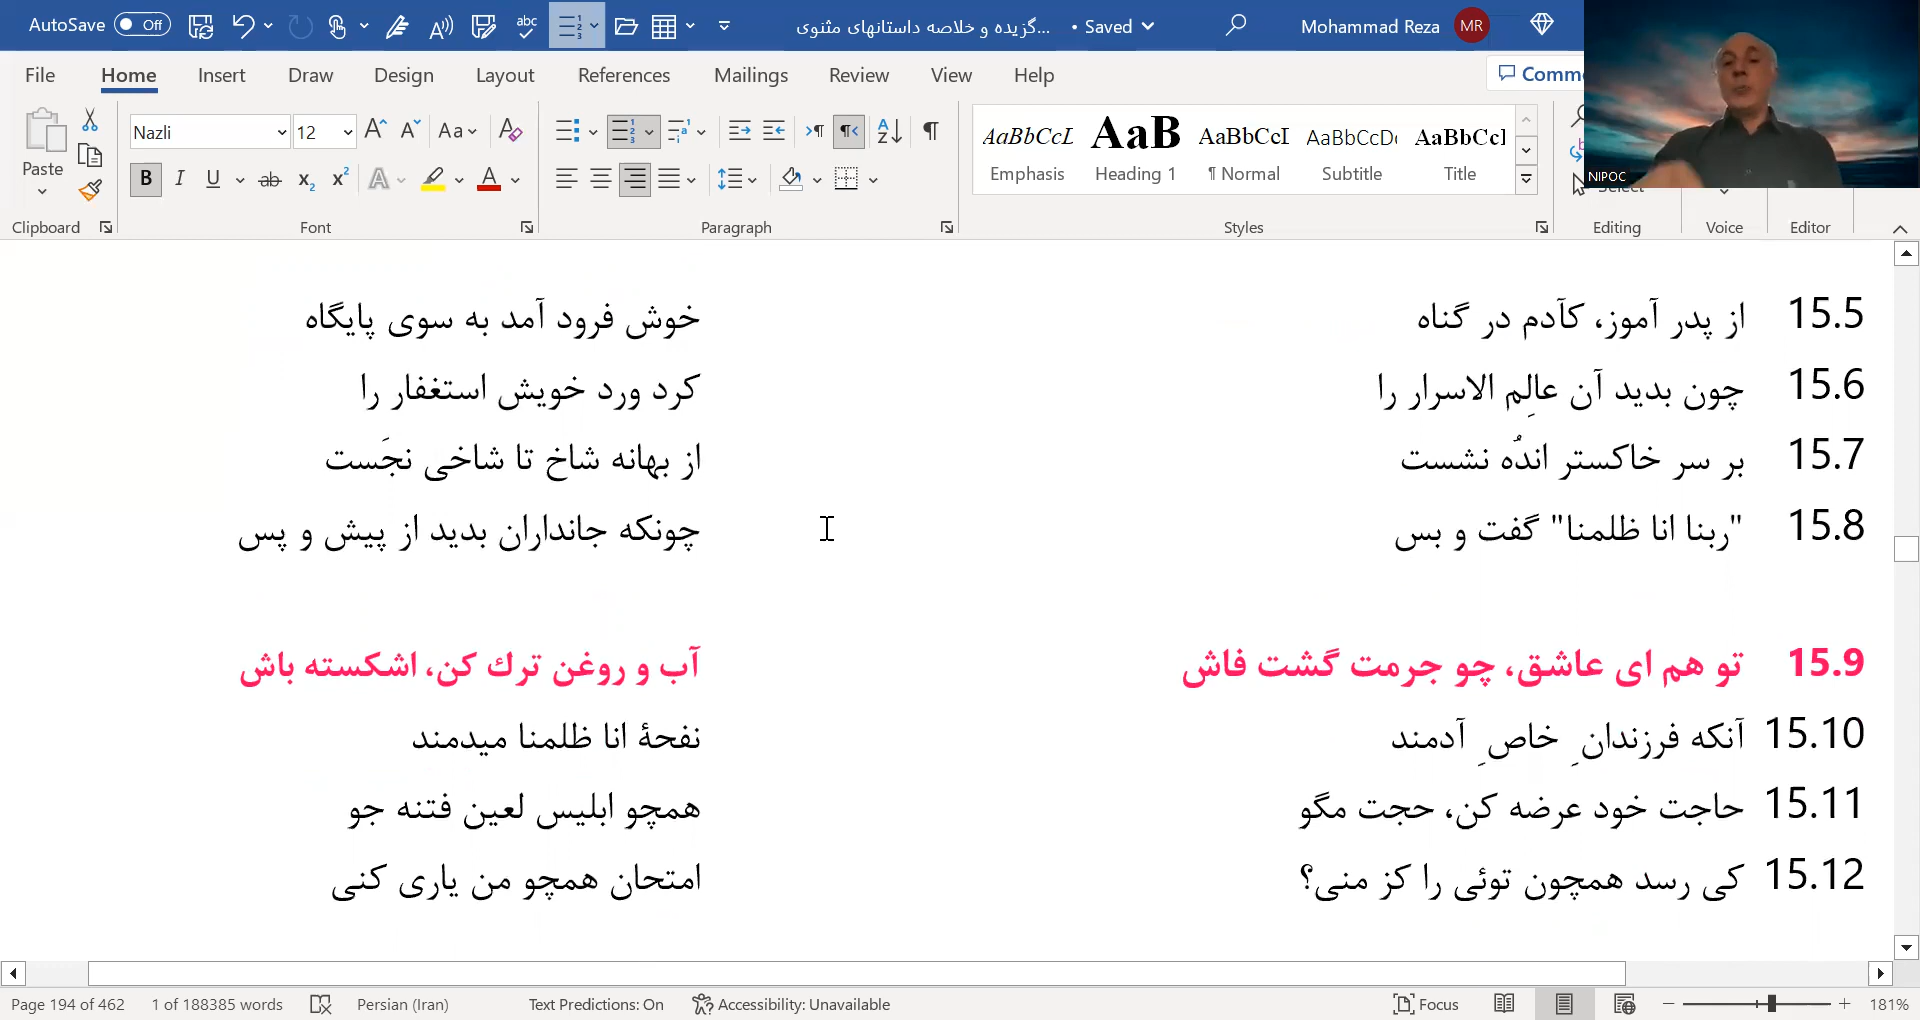 AutoSave Off گزیده و خلاصه داستانهای مثنوی... • Saved Mohammad Reza MR
File Home Insert Draw Design Layout References Mailings Review View Help
Paste Nazli 12 Aa AaBbCcI AaB AaBbCcI AaBbCcD AaBbCcI
B I U ab x₂ x² A A Emphasis Heading 1 ¶ Normal Subtitle Title Select NIPOC
Clipboard Font Paragraph Styles Editing Voice Editor
15.5 از پدر آموز، کآدم در گناه خوش فرود آمد به سوی پایگاه
15.6 چون بدید آن عالِم الاسرار را کرد ورد خویش استغفار را
15.7 بر سر خاکستر اندُه نشست از بهانه شاخ تا شاخی نجَست
15.8 "ربنا انا ظلمنا" گفت و بس چونکه جانداران بدید از پیش و پس
15.9 تو هم ای عاشق، چو جرمت گشت فاش آب و روغن ترك کن، اشکسته باش
15.10 آنکه فرزندانِ خاصِ آدمند نفحۀ انا ظلمنا میدمند
15.11 حاجت خود عرضه کن، حجت مگو همچو ابلیس لعین فتنه جو
15.12 کی رسد همچون توئی را کز منی؟ امتحان همچو من یاری کنی
Page 194 of 462 1 of 188385 words Persian (Iran) Text Predictions: On Accessibility: Unavailable Focus 181%